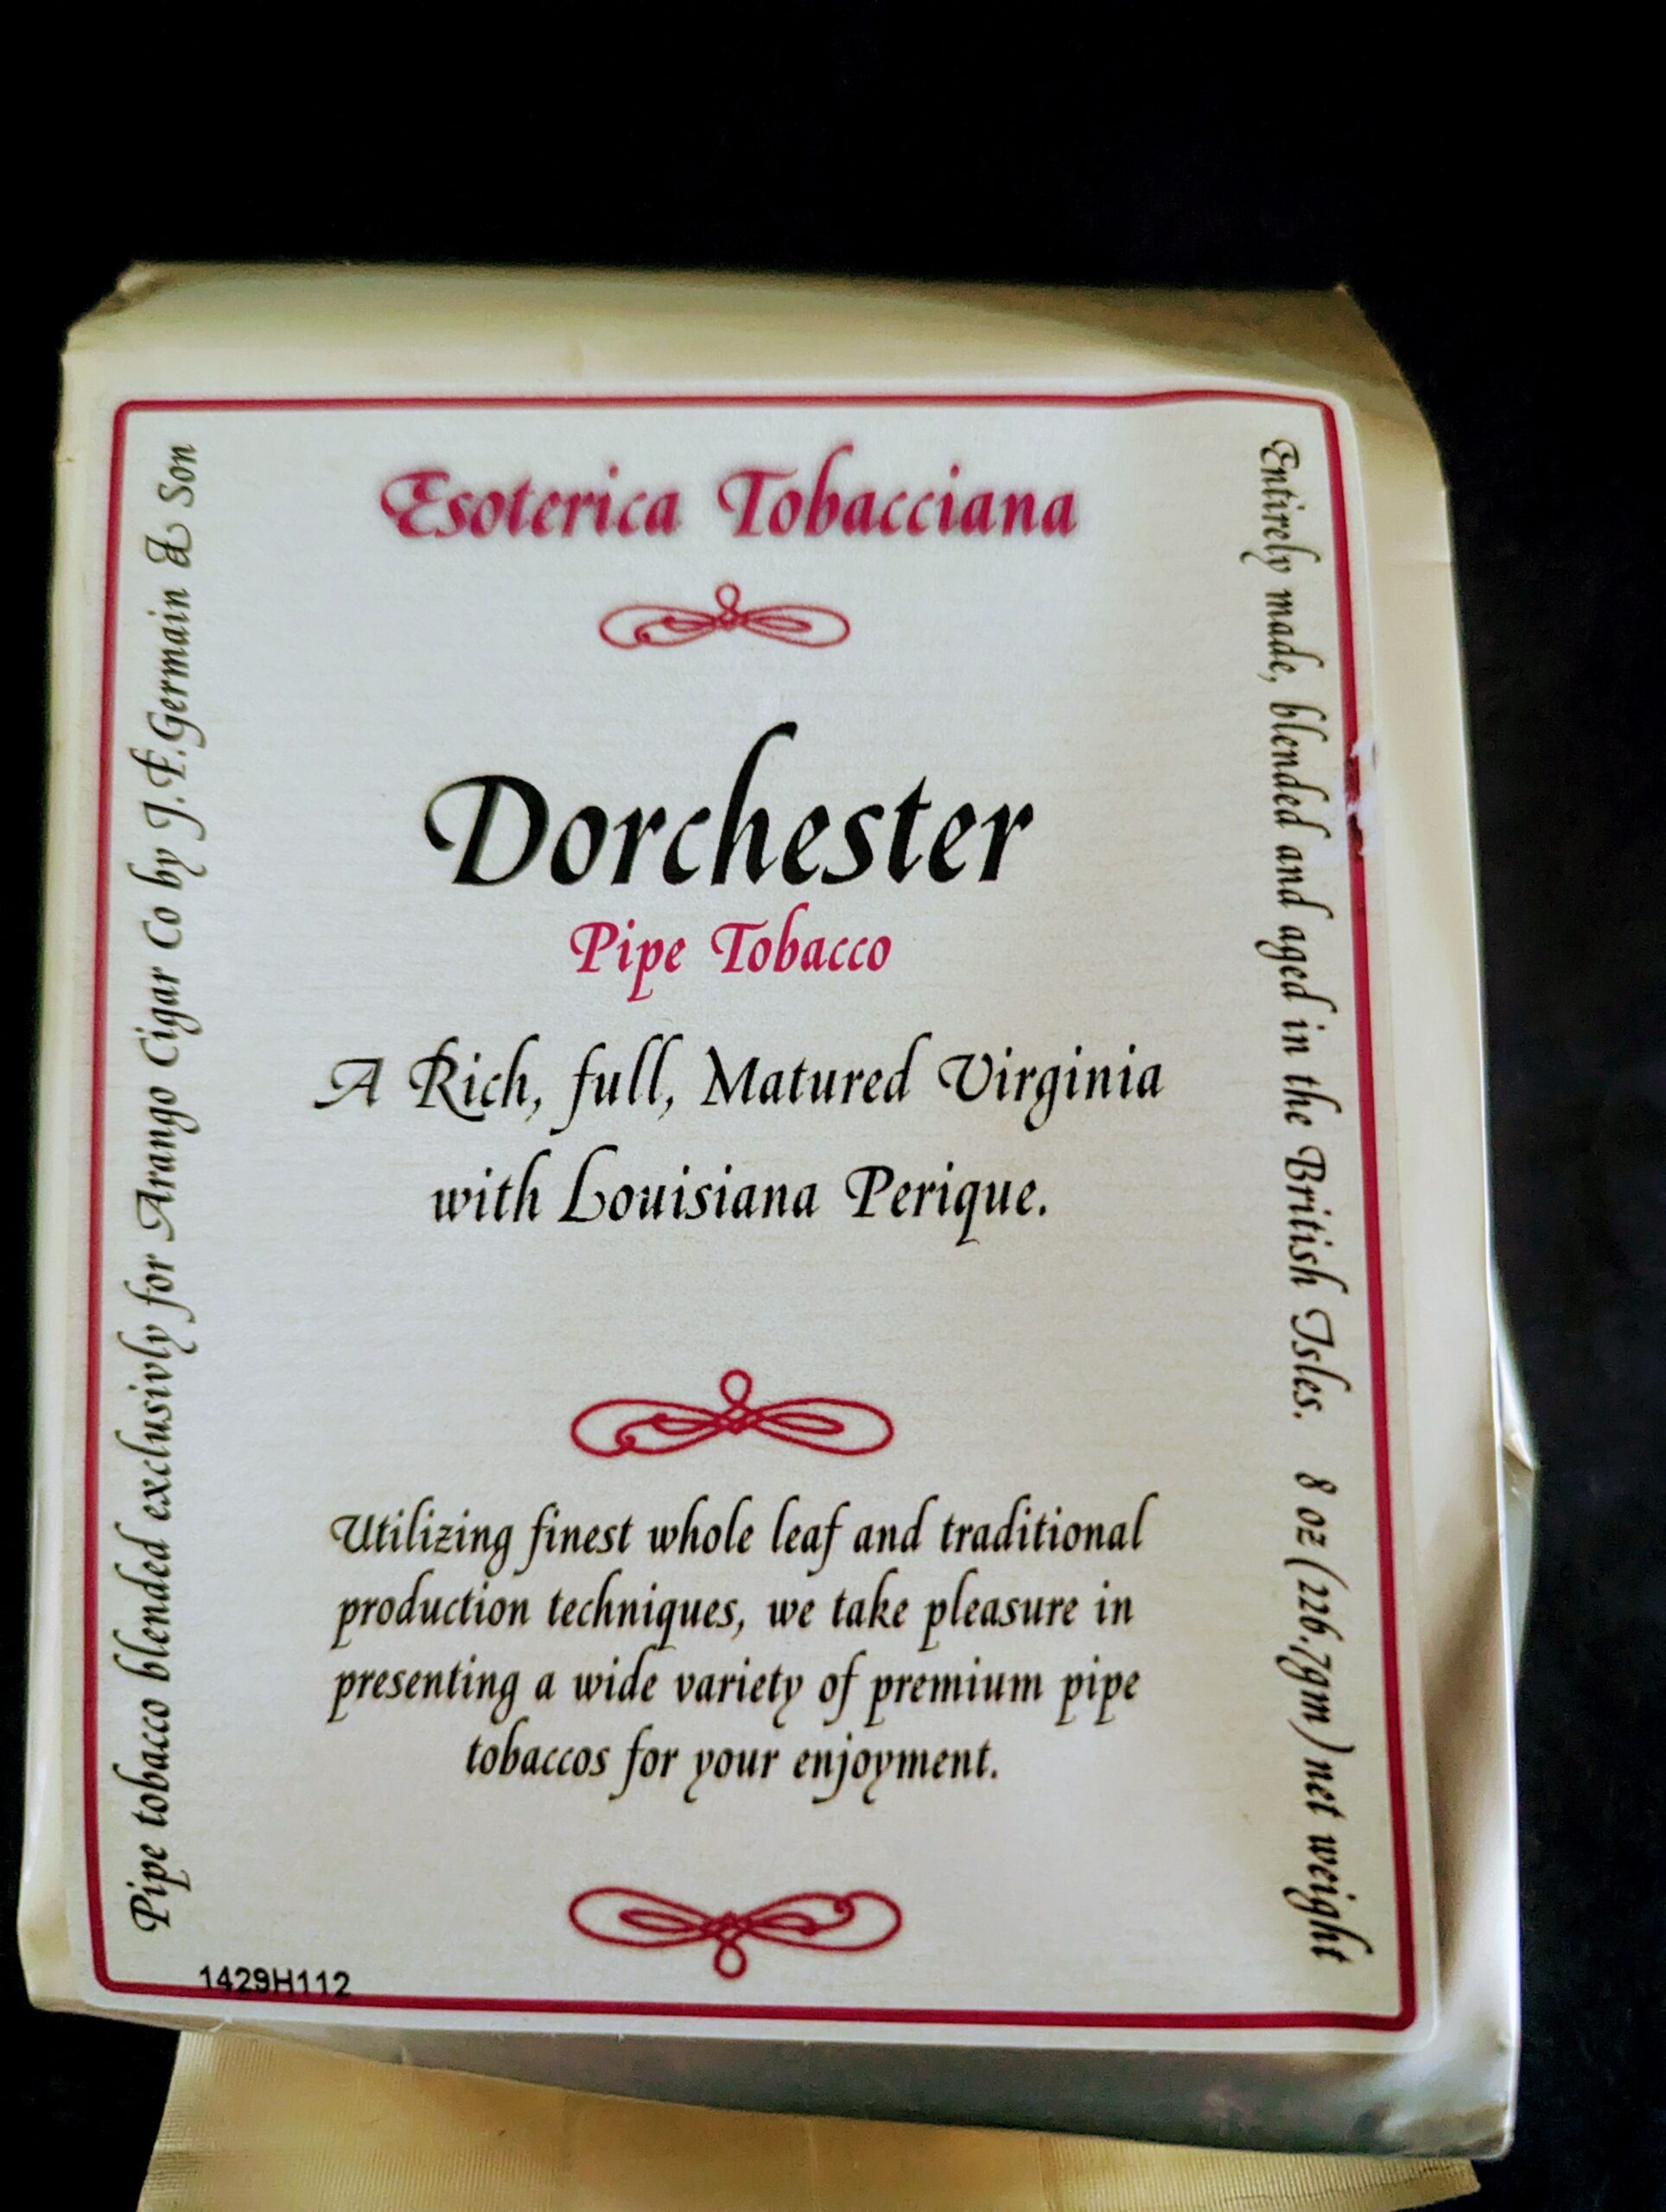 Esoterica Tobacciana
Dorchester
Pipe Tobacco
A Rich, full, Matured Virginia
with Louisiana Perique.
Utilizing finest whole leaf and traditional
production techniques, we take pleasure in
presenting a wide variety of premium pipe
tobaccos for your enjoyment.
Pipe tobacco blended exclusivly for Arango Cigar Co by J.F.Germain & Son
Entirely made, blended and aged in the British Isles. 8 oz (226.7gm) net weight
1429H112